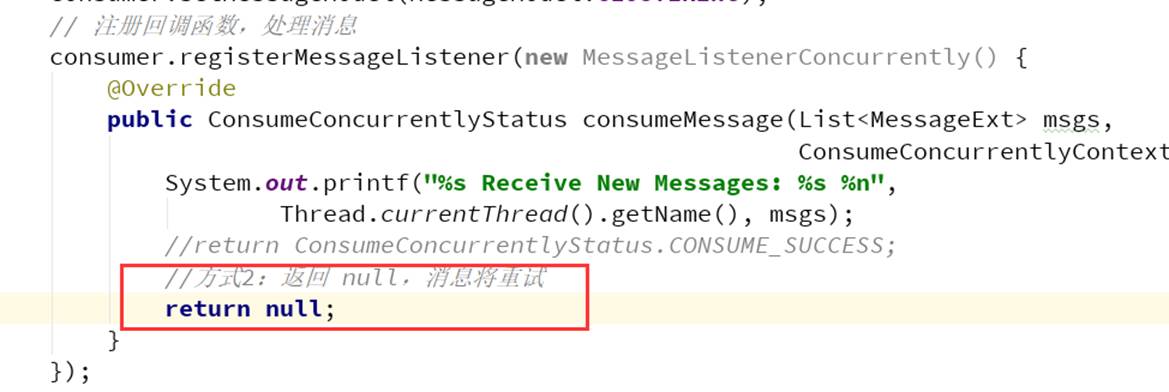 // 注册回调函数，处理消息
consumer.registerMessageListener(new MessageListenerConcurrently() {
@Override
public ConsumeConcurrentlyStatus consumeMessage(List<MessageExt> msgs,
ConsumeConcurrentlyContext
System.out.printf("%s Receive New Messages: %s %n",
Thread.currentThread().getName(), msgs);
//return ConsumeConcurrentlyStatus.CONSUME_SUCCESS;
//方式2：返回 null，消息将重试
return null;
}
});